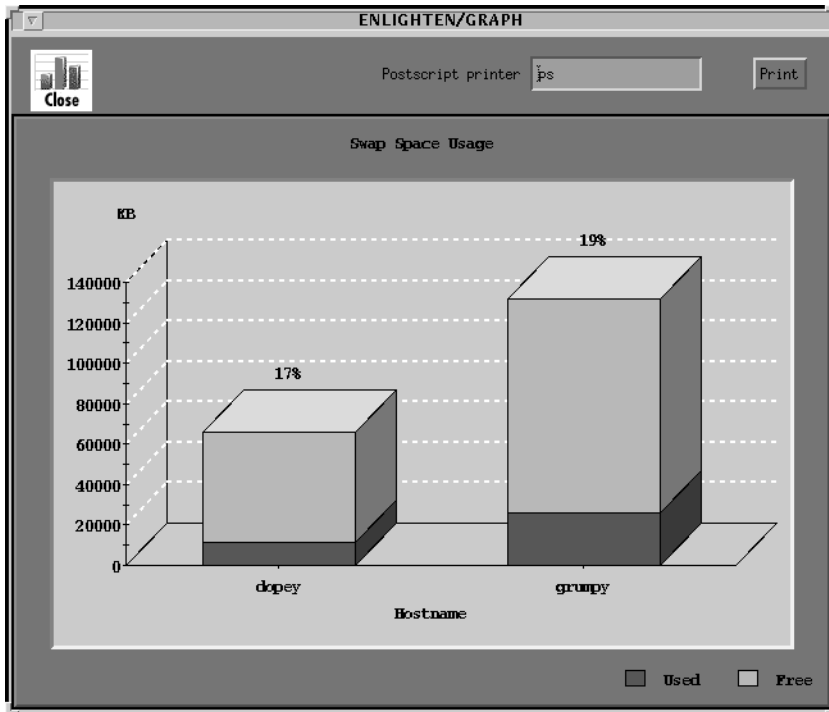 ENLIGHTEN/GRAPH
Close
Postscript printer ps Print
Swap Space Usage
KB
19%
140000
120000
100000
17%
80000
60000
40000
20000
0
dopey grumpy
Hostname
Used Free